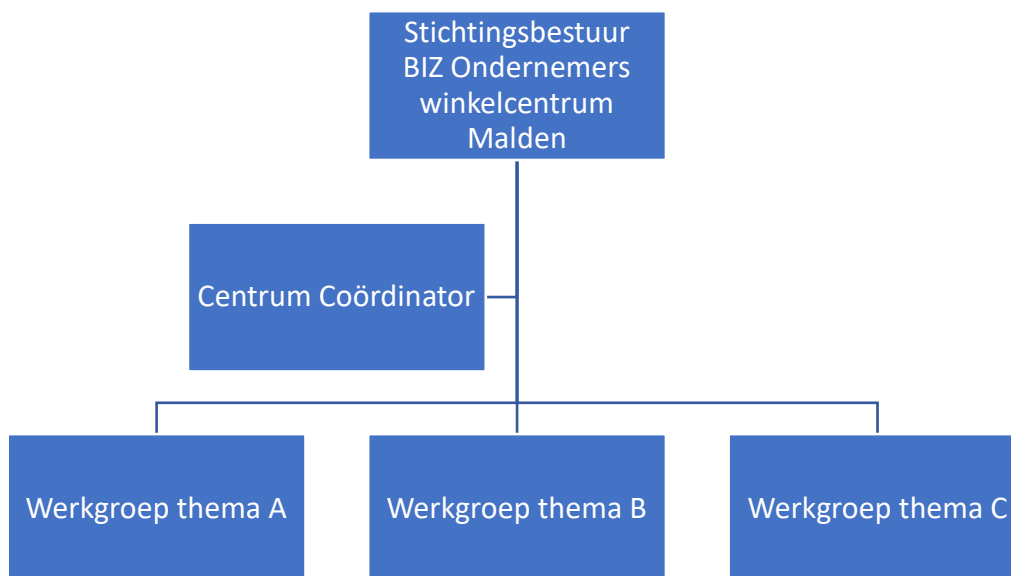 Stichtingsbestuur
BIZ Ondernemers
winkelcentrum
Malden
Centrum Coördinator
Werkgroep thema A
Werkgroep thema B
Werkgroep thema C